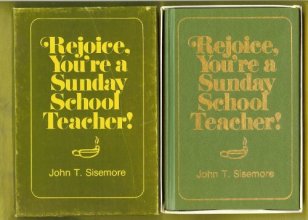 Rejoice,
You're a
Sunday
School
Teacher!
John T. Sisemore
Rejoice,
You're a
Sunday
School
Teacher!
John T. Sisemore